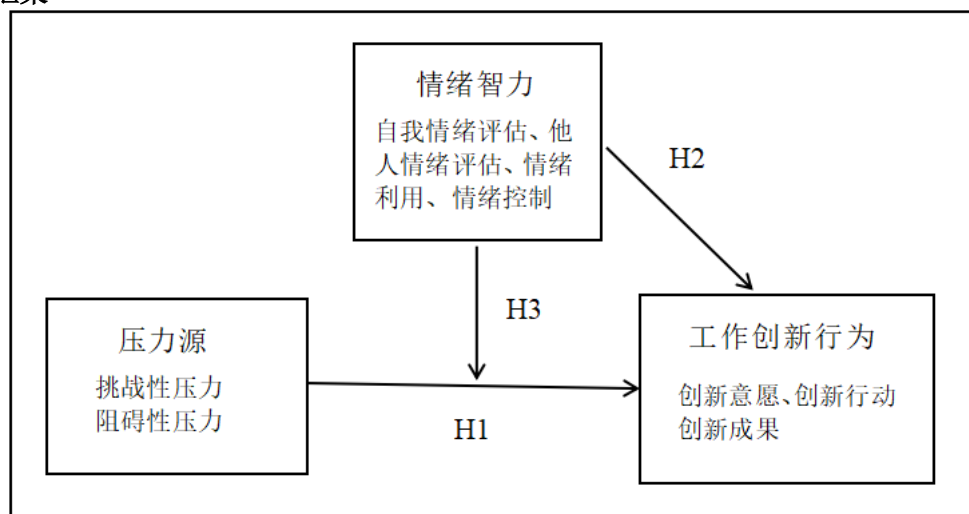 情绪智力
自我情绪评估、他
人情绪评估、情绪
利用、情绪控制
H2
H3
压力源
挑战性压力
阻碍性压力
H1
工作创新行为
创新意愿、创新行动
创新成果